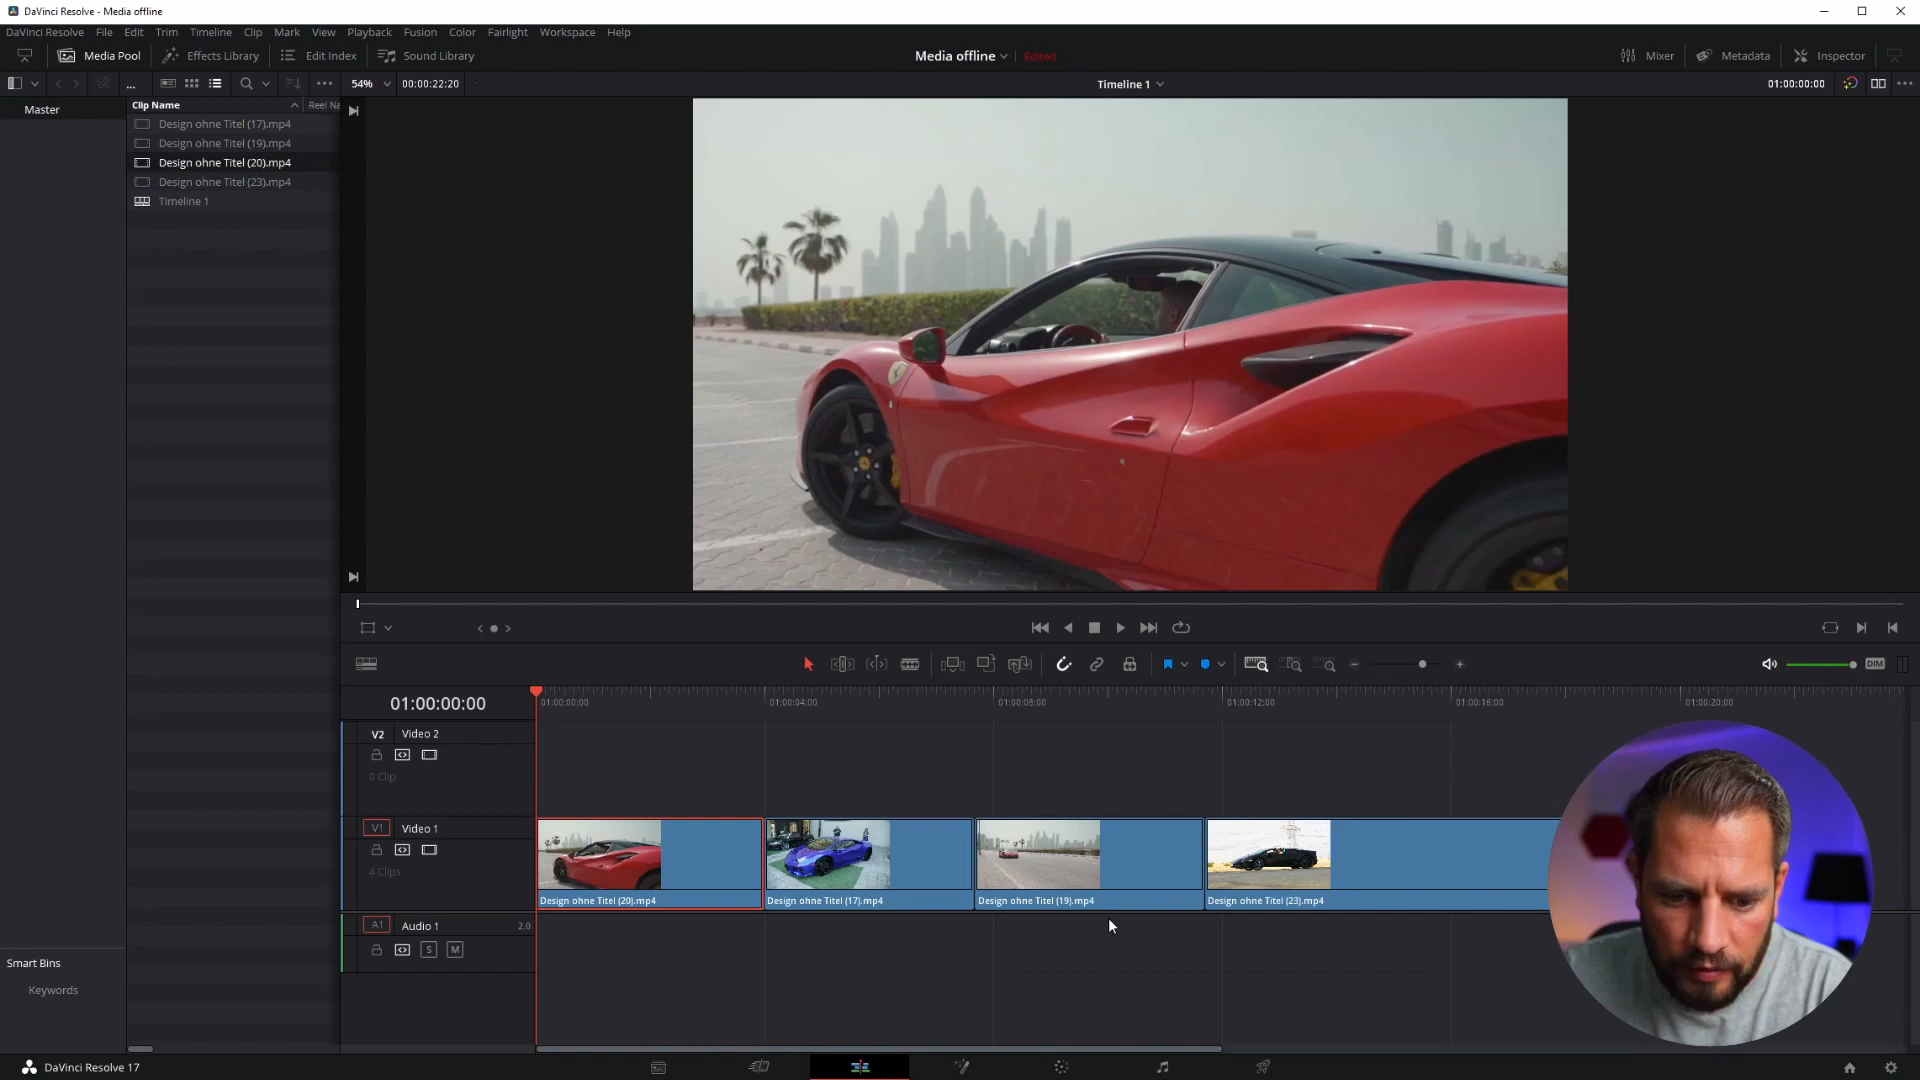 DaVinci Resolve - Media offline
DaVinci Resolve File Edit Trim Timeline Clip Mark View Playback Fusion Color Fairlight Workspace Help
Media Pool Effects Library Edit Index Sound Library Media offline Edited Mixer Metadata Inspector
54% 00:00:22:20 Timeline 1 01:00:00:00
Master
Clip Name Reel Na
Design ohne Titel (17).mp4
Design ohne Titel (19).mp4
Design ohne Titel (20).mp4
Design ohne Titel (23).mp4
Timeline 1
DIM
01:00:00:00
01:00:00:00 01:00:04:00 01:00:08:00 01:00:12:00 01:00:16:00 01:00:20:00
V2 Video 2
0 Clip
V1 Video 1
4 Clips
Design ohne Titel (20).mp4 Design ohne Titel (17).mp4 Design ohne Titel (19).mp4 Design ohne Titel (23).mp4
A1 Audio 1 2.0
S M
Smart Bins
Keywords
DaVinci Resolve 17